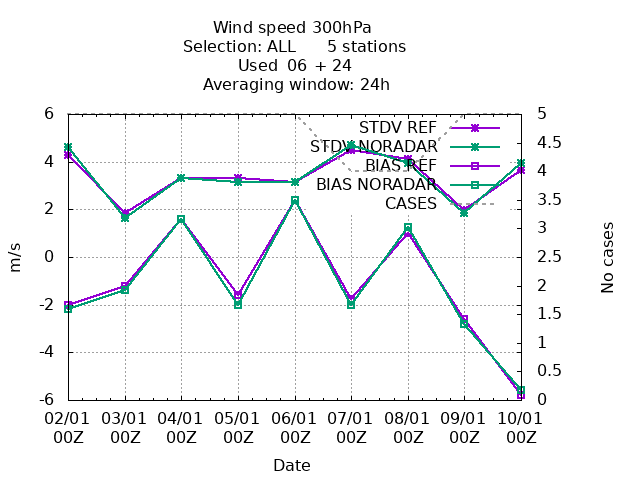 Wind speed 300hPa
Selection: ALL 5 stations
Used 06 + 24
Averaging window: 24h
STDV REF
STDV NORADAR
BIAS REF
BIAS NORADAR
CASES
6
4
2
0
-2
-4
-6
m/s
5
4.5
4
3.5
3
2.5
2
1.5
1
0.5
0
No cases
02/01 03/01 04/01 05/01 06/01 07/01 08/01 09/01 10/01
00Z 00Z 00Z 00Z 00Z 00Z 00Z 00Z 00Z
Date